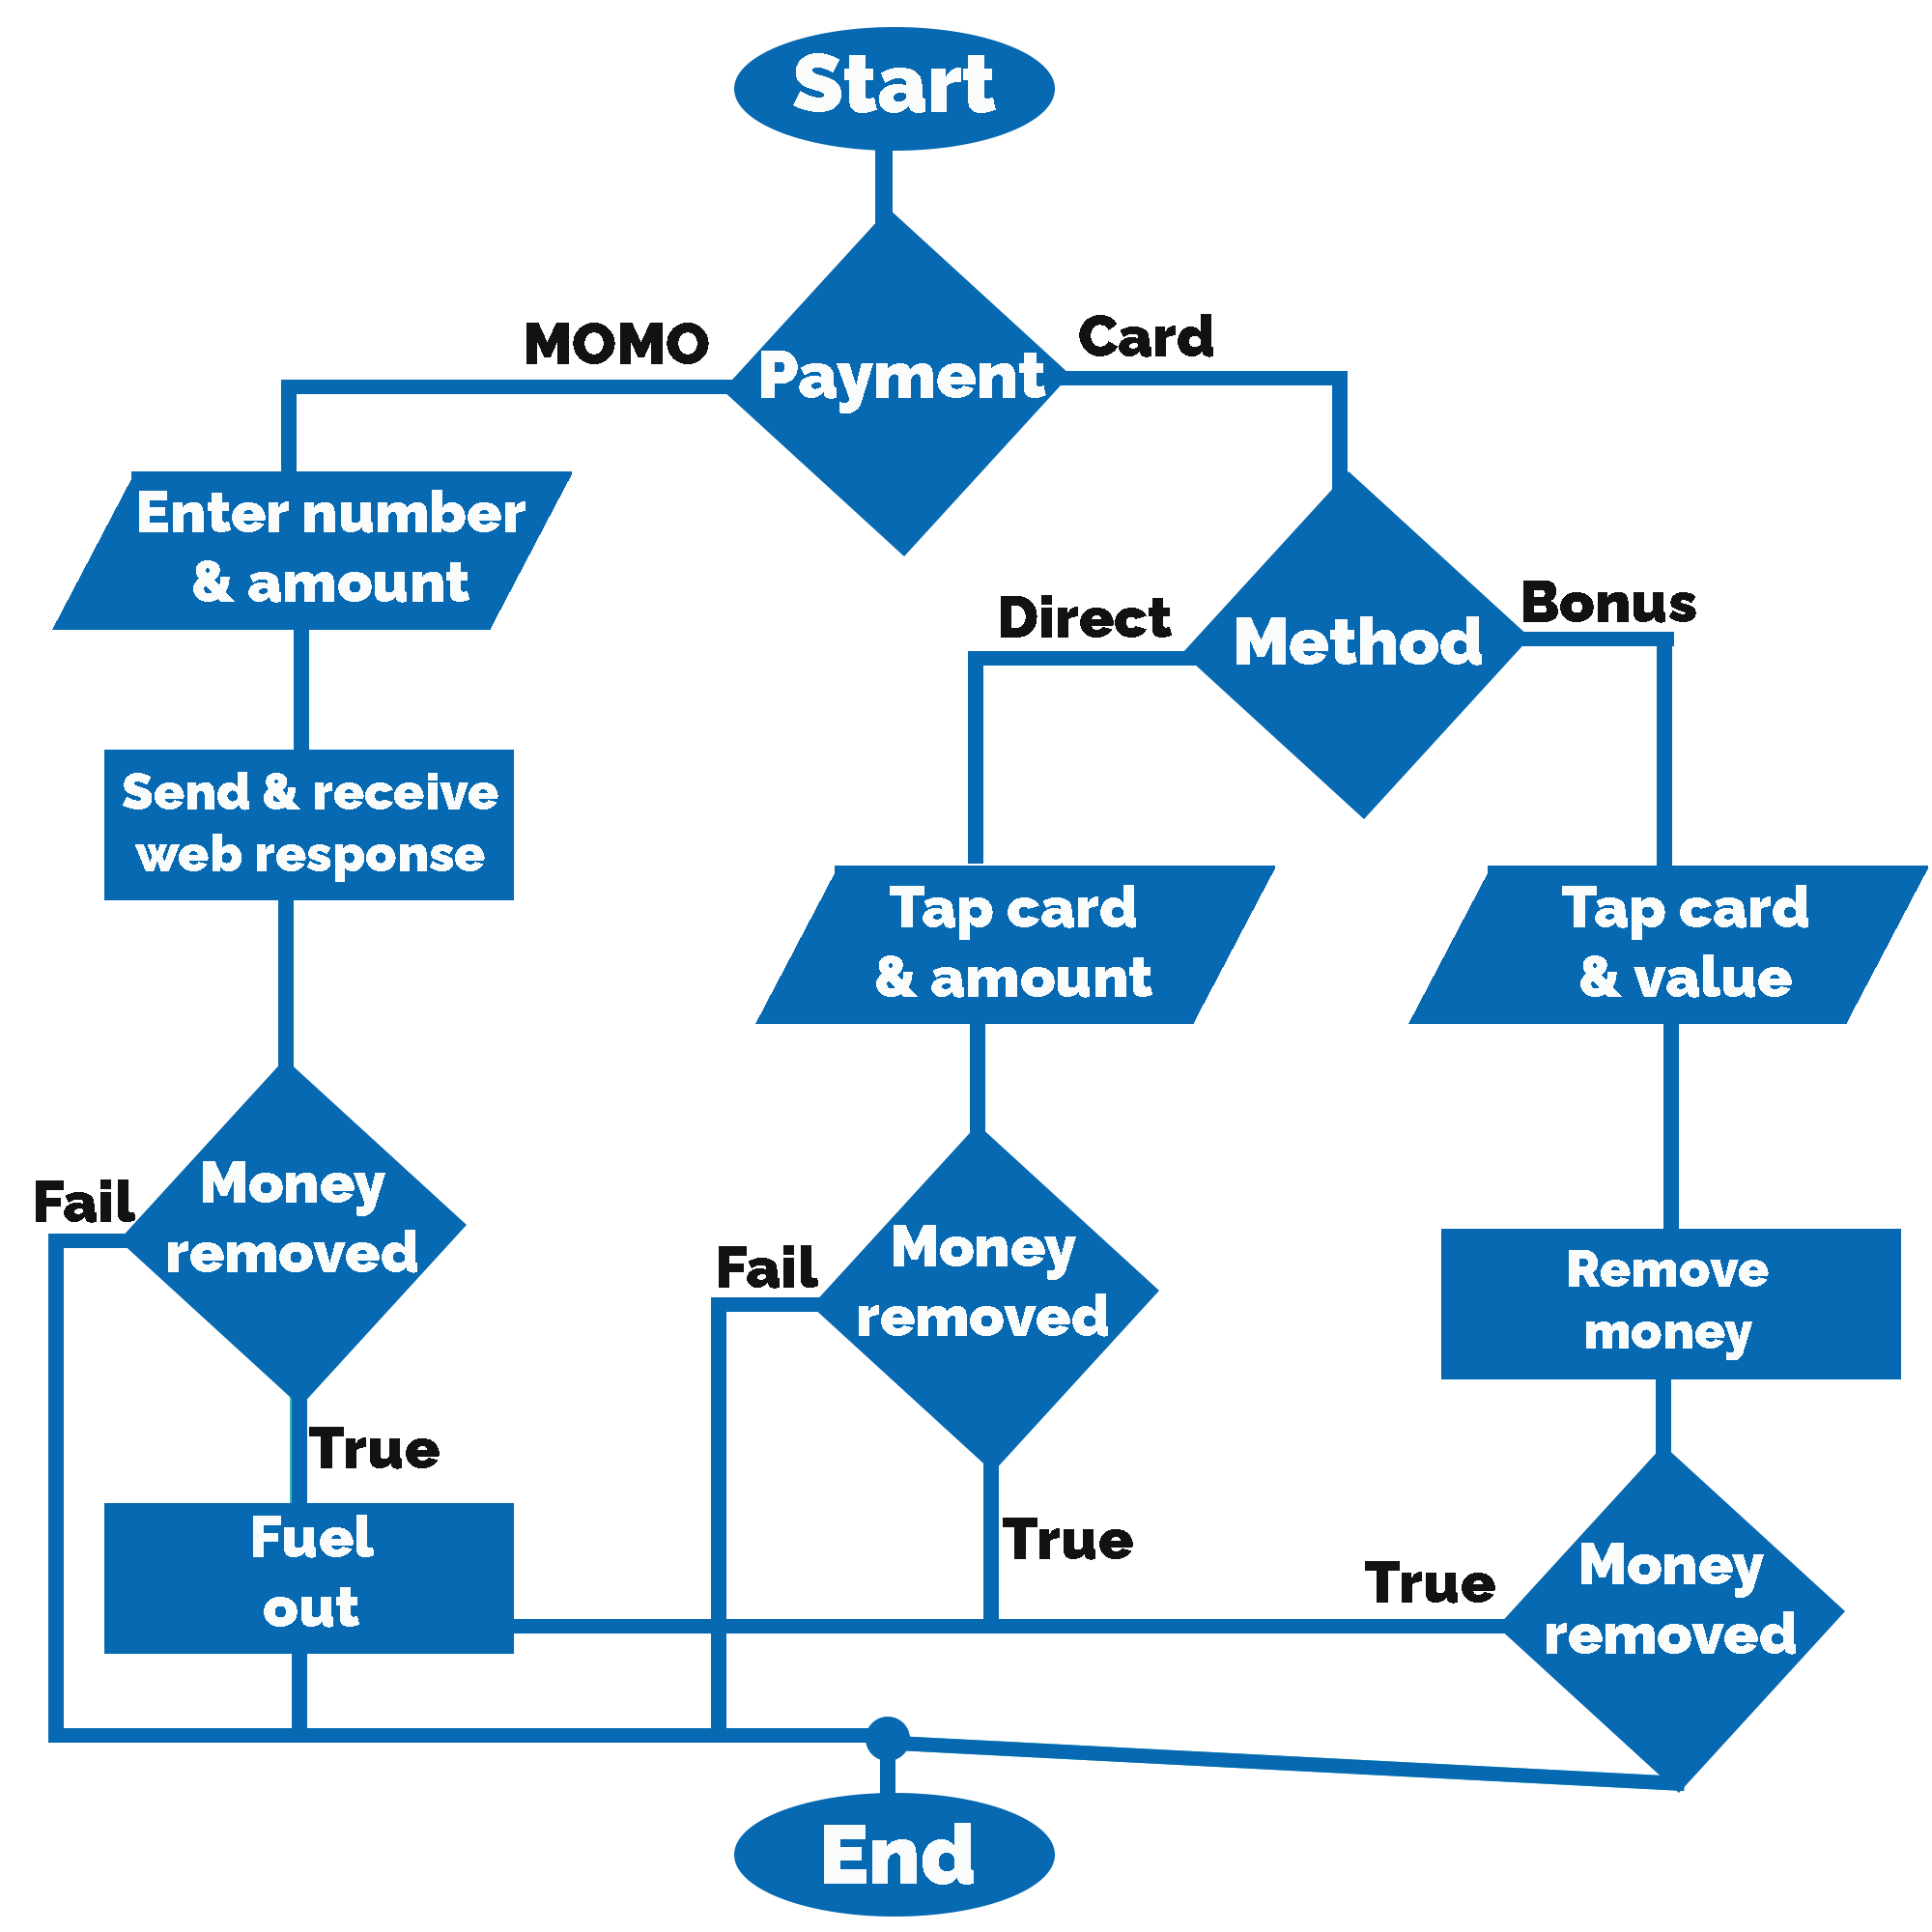 Start
MOMO
Card
Payment
Enter number
& amount
Direct
Bonus
Method
Send & receive
web response
Tap card
& amount
Tap card
& value
Fail
Money
removed
Fail
Money
removed
Remove
money
True
Fuel
out
True
True
Money
removed
End